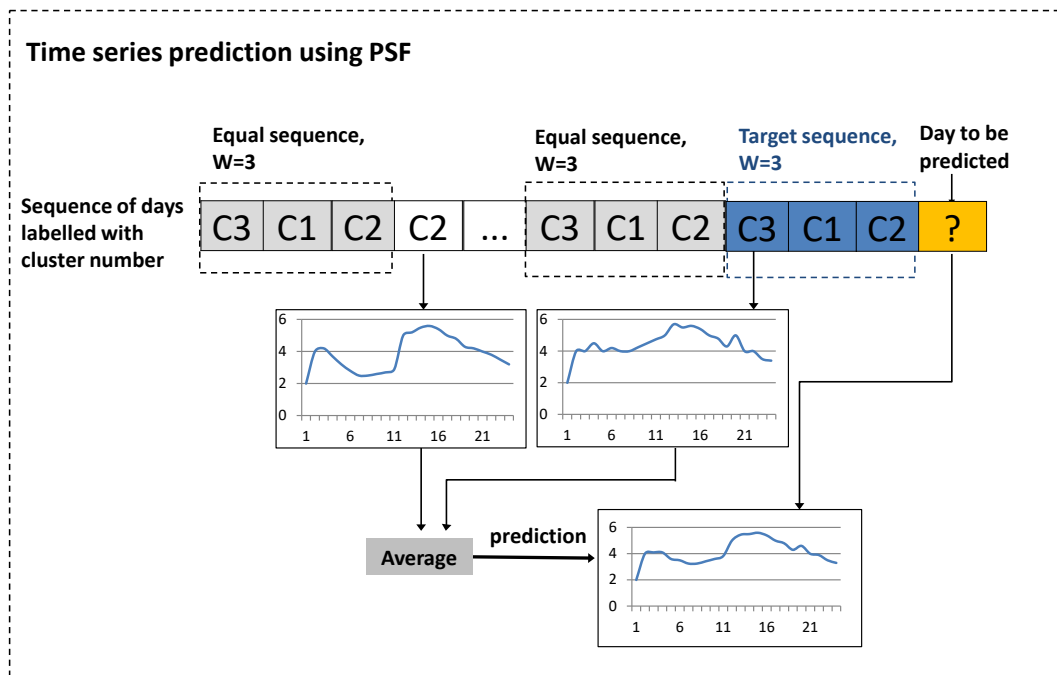 Time series prediction using PSF
Equal sequence,
W=3
Equal sequence,
W=3
Target sequence,
W=3
Day to be
predicted
Sequence of days
labelled with
cluster number
C3 C1 C2 C2 ... C3 C1 C2 C3 C1 C2 ?
6
4
2
0
1 6 11 16 21
6
4
2
0
1 6 11 16 21
Average
prediction
6
4
2
0
1 6 11 16 21